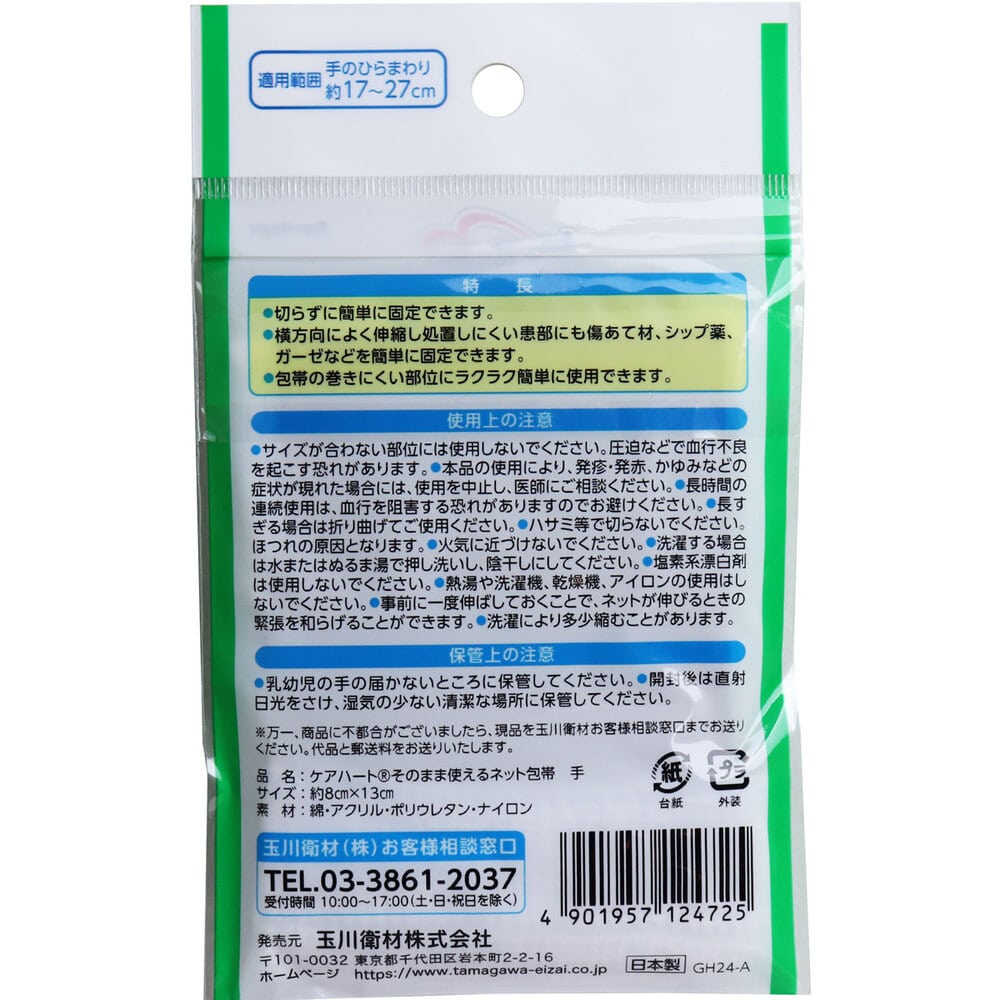 適用範囲 手のひらまわり
約17〜27cm
特長
●切らずに簡単に固定できます。
●横方向によく伸縮し処置しにくい患部にも傷あて材、シップ薬、
ガーゼなどを簡単に固定できます。
●包帯の巻きにくい部位にラクラク簡単に使用できます。
使用上の注意
●サイズが合わない部位には使用しないでください。圧迫などで血行不良
を起こす恐れがあります。●本品の使用により、発疹・発赤、かゆみなどの
症状が現れた場合には、使用を中止し、医師にご相談ください。●長時間の
連続使用は、血行を阻害する恐れがありますのでお避けください。●長す
ぎる場合は折り曲げてご使用ください。●ハサミ等で切らないでください。
ほつれの原因となります。●火気に近づけないでください。●洗濯する場合
は水またはぬるま湯で押し洗いし、陰干しにしてください。●塩素系漂白剤
は使用しないでください。●熱湯や洗濯機、乾燥機、アイロンの使用はし
ないでください。●事前に一度伸ばしておくことで、ネットが伸びるときの
緊張を和らげることができます。●洗濯により多少縮むことがあります。
保管上の注意
●乳幼児の手の届かないところに保管してください。●開封後は直射
日光をさけ、湿気の少ない清潔な場所に保管してください。
※万一、商品に不都合がございましたら、現品を玉川衛材お客様相談窓口までお送り
ください。代品と郵送料をお送りいたします。
品 名：ケアハート®そのまま使えるネット包帯 手
サイズ：約8cm×13cm
素 材：綿・アクリル・ポリウレタン・ナイロン
紙 プラ
台紙 外装
玉川衛材(株)お客様相談窓口
TEL.03-3861-2037
受付時間 10:00〜17:00(土・日・祝日を除く)
4 901957 124725
発売元 玉川衛材株式会社
〒101-0032 東京都千代田区岩本町2-2-16
ホームページ https://www.tamagawa-eizai.co.jp 日本製 GH24-A